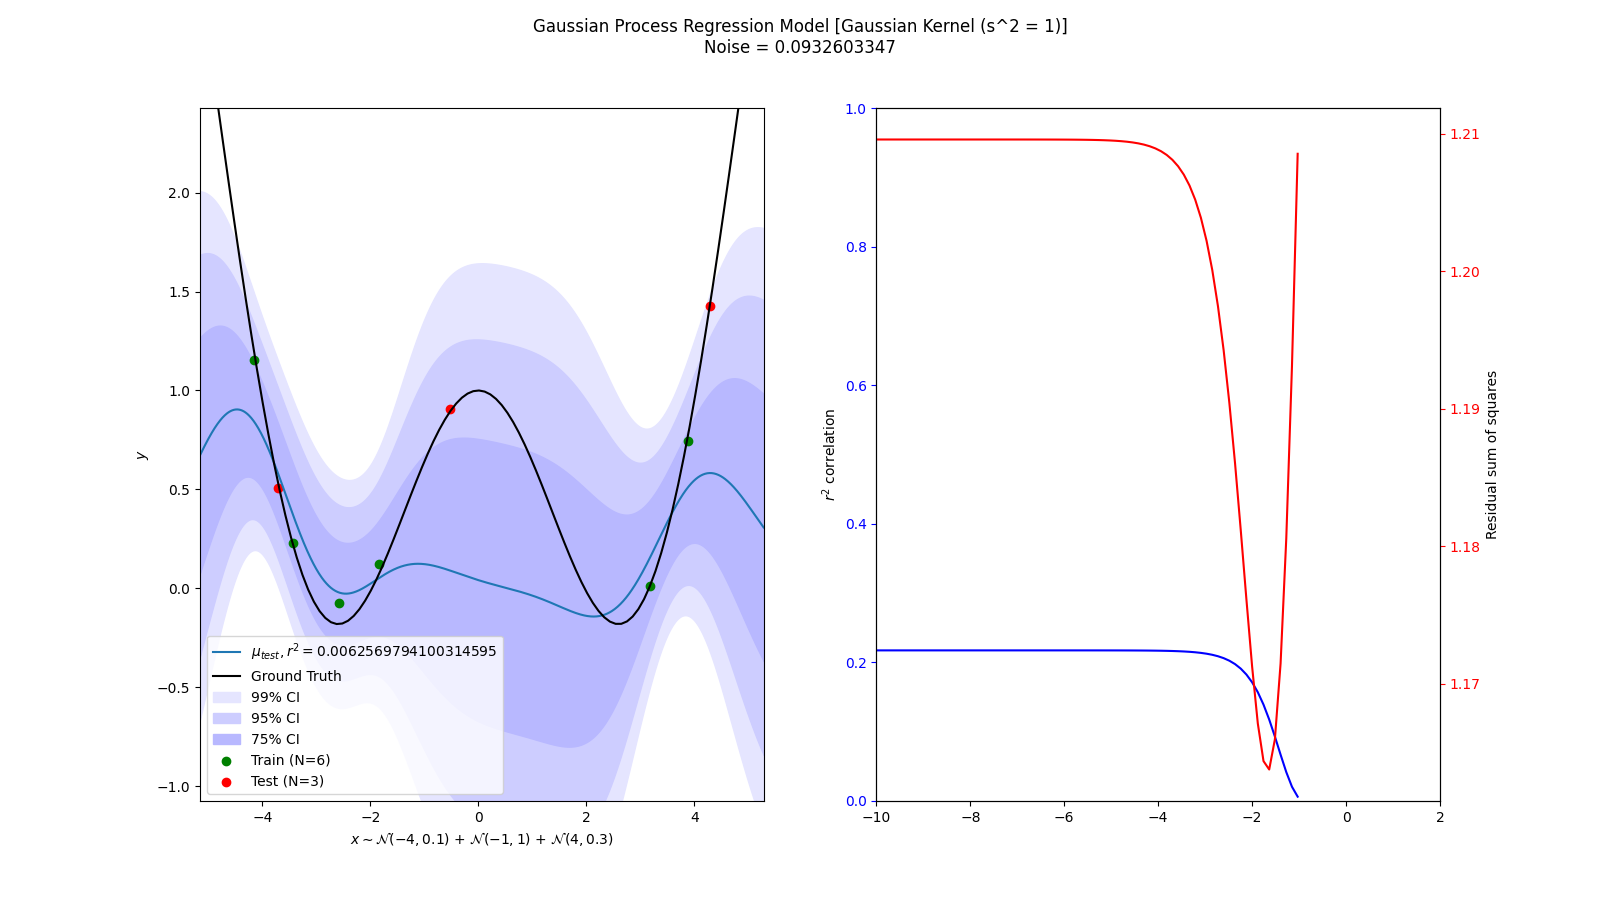 Gaussian Process Regression Model [Gaussian Kernel (s^2 = 1)]
Noise = 0.0932603347
2.0
1.5
1.0
0.5
0.0
−0.5
−1.0
y
−4
−2
0
2
4
x ~ 𝒩(−4, 0.1) + 𝒩(−1, 1) + 𝒩(4, 0.3)
μ_test, r² = 0.0062569794100314595
Ground Truth
99% CI
95% CI
75% CI
Train (N=6)
Test (N=3)
1.0
0.8
0.6
0.4
0.2
0.0
r² correlation
−10
−8
−6
−4
−2
0
2
1.21
1.20
1.19
1.18
1.17
Residual sum of squares